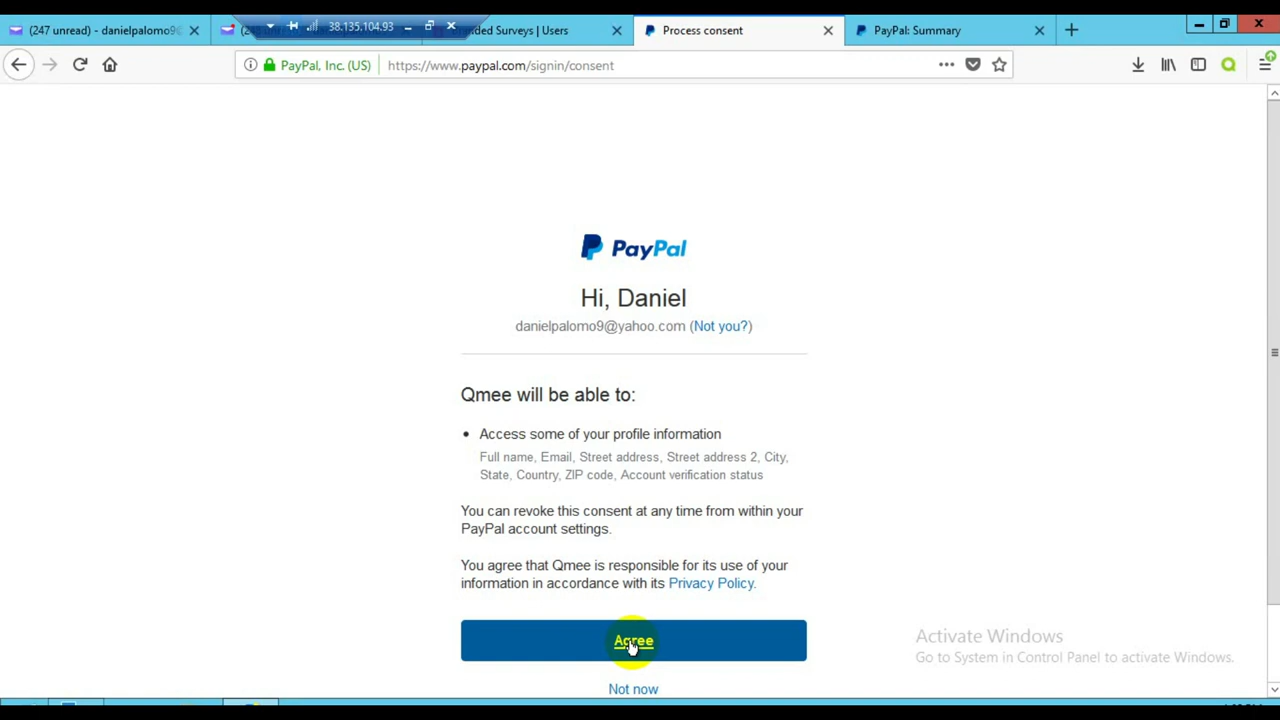 38.135.104.93
(247 unread) - danielpalomo9
Surveys | Users
Process consent
PayPal: Summary
PayPal, Inc. (US)
https://www.paypal.com/signin/consent
PayPal
Hi, Daniel
danielpalomo9@yahoo.com (Not you?)
Qmee will be able to:
• Access some of your profile information
Full name, Email, Street address, Street address 2, City,
State, Country, ZIP code, Account verification status
You can revoke this consent at any time from within your
PayPal account settings.
You agree that Qmee is responsible for its use of your
information in accordance with its Privacy Policy.
Agree
Activate Windows
Go to System in Control Panel to activate Windows.
Not now